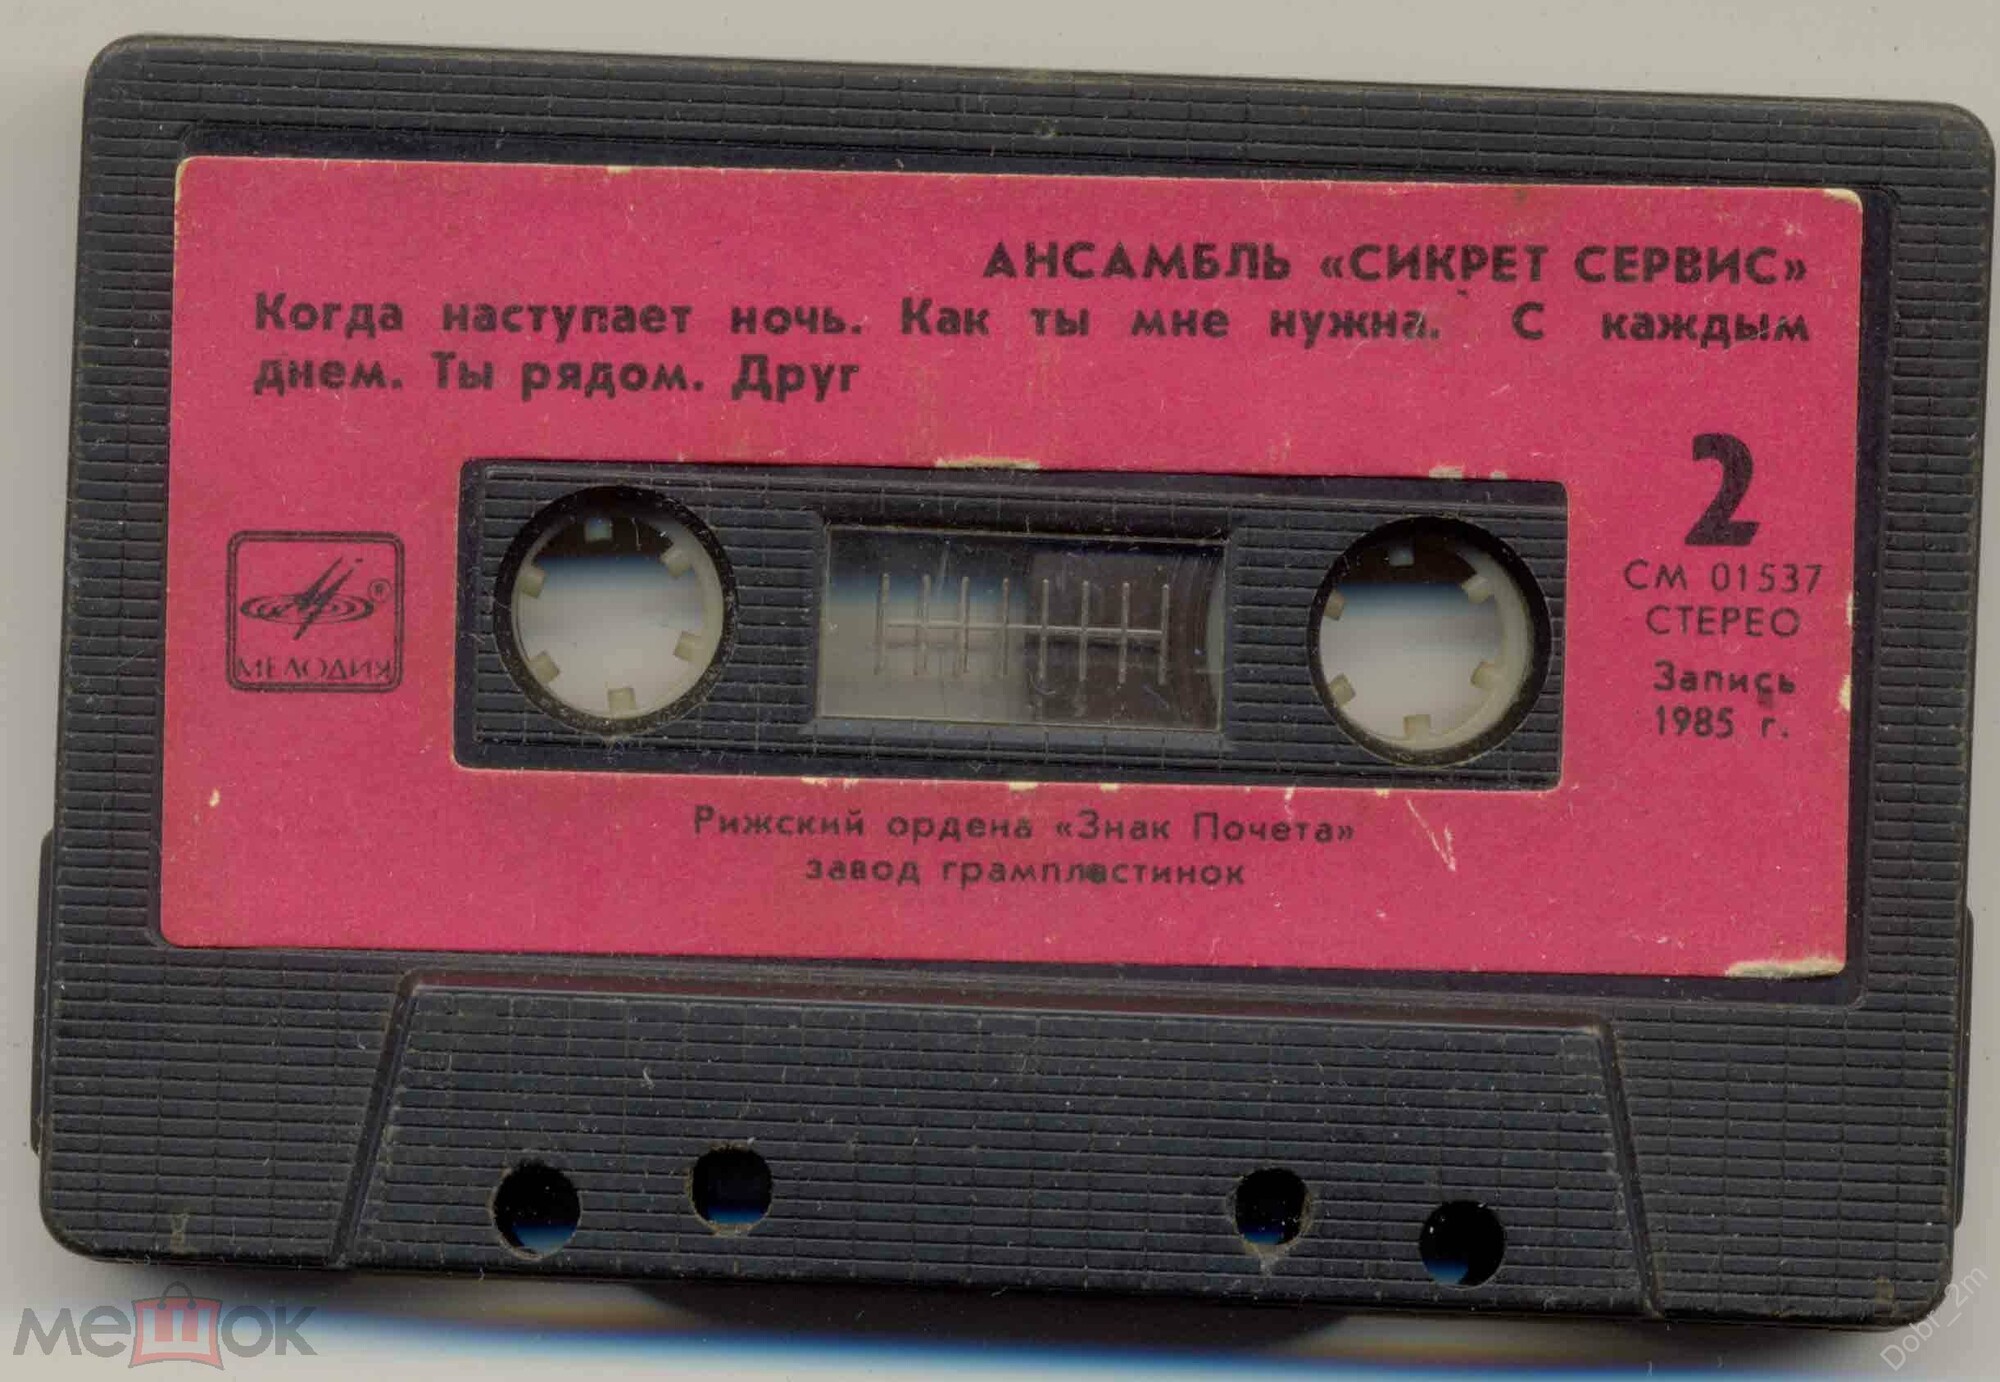 АНСАМБЛЬ «СИКРЕТ СЕРВИС»
Когда наступает ночь. Как ты мне нужна. С каждым
днем. Ты рядом. Друг
2
СМ 01537
СТЕРЕО
Запись
1985 г.
®
МЕЛОДИЯ
Рижский ордена «Знак Почета»
завод грампластинок
мешок
Dobr_2m